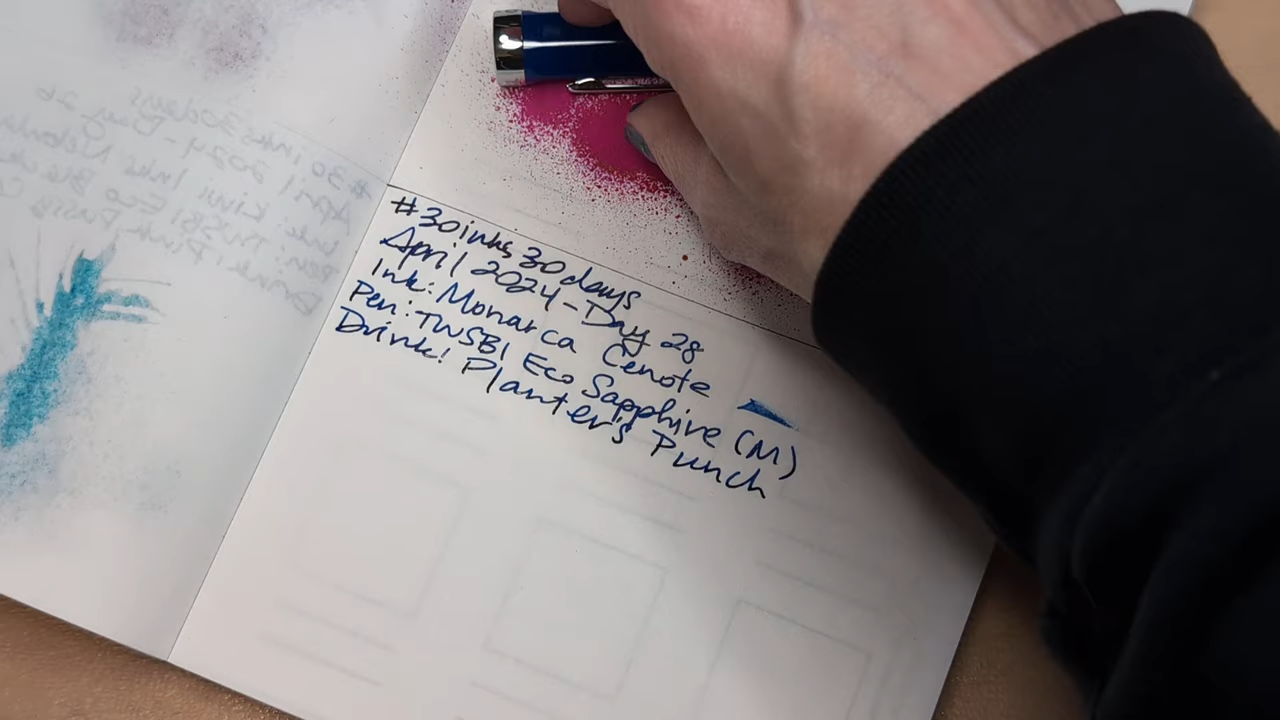 #30inks30days
April 2024-Day 28
Ink: Monarca Cenote
Pen: TWSBI Eco Sapphire (M)
Drink: Planter's Punch